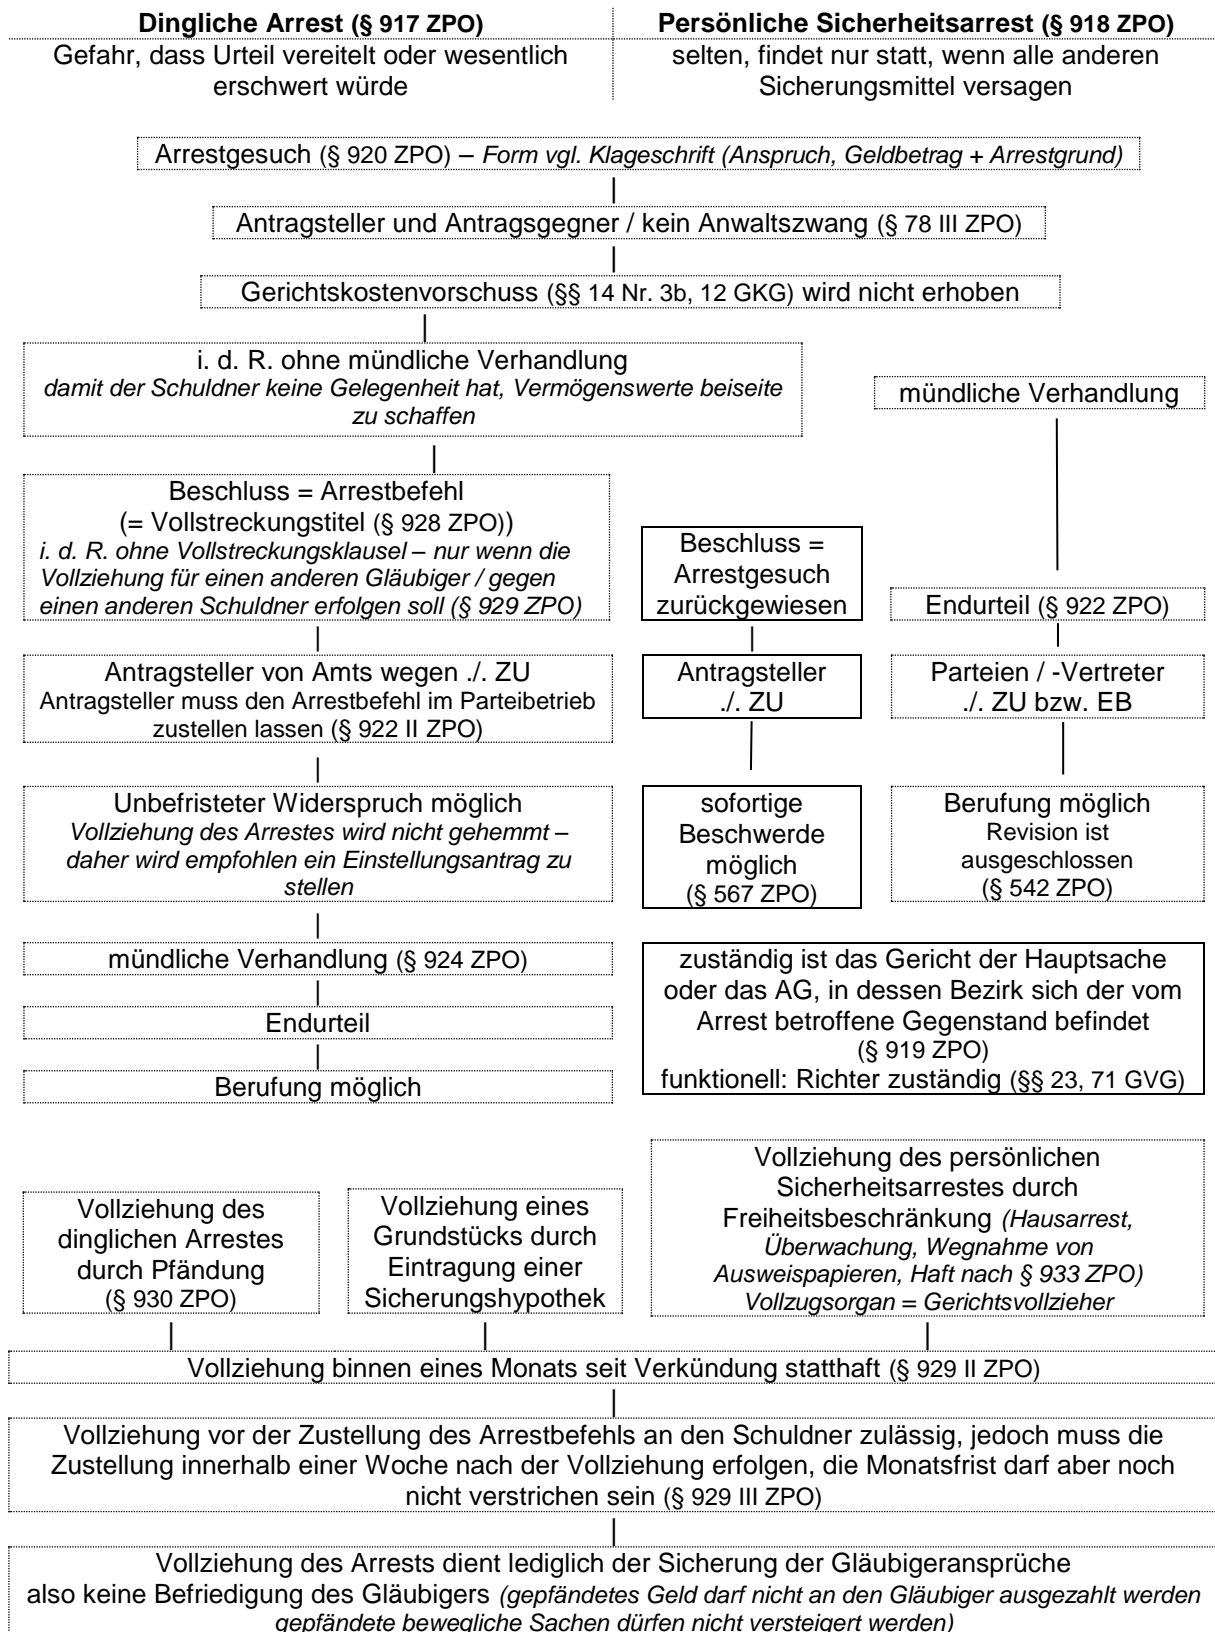 Dingliche Arrest (§ 917 ZPO)
Gefahr, dass Urteil vereitelt oder wesentlich
erschwert würde
Persönliche Sicherheitsarrest (§ 918 ZPO)
selten, findet nur statt, wenn alle anderen
Sicherungsmittel versagen
Arrestgesuch (§ 920 ZPO) – Form vgl. Klageschrift (Anspruch, Geldbetrag + Arrestgrund)
Antragsteller und Antragsgegner / kein Anwaltszwang (§ 78 III ZPO)
Gerichtskostenvorschuss (§§ 14 Nr. 3b, 12 GKG) wird nicht erhoben
i. d. R. ohne mündliche Verhandlung
damit der Schuldner keine Gelegenheit hat, Vermögenswerte beiseite
zu schaffen
mündliche Verhandlung
Beschluss = Arrestbefehl
(= Vollstreckungstitel (§ 928 ZPO))
i. d. R. ohne Vollstreckungsklausel – nur wenn die
Vollziehung für einen anderen Gläubiger / gegen
einen anderen Schuldner erfolgen soll (§ 929 ZPO)
Beschluss =
Arrestgesuch
zurückgewiesen
Endurteil (§ 922 ZPO)
Antragsteller von Amts wegen ./. ZU
Antragsteller muss den Arrestbefehl im Parteibetrieb
zustellen lassen (§ 922 II ZPO)
Antragsteller
./. ZU
Parteien / -Vertreter
./. ZU bzw. EB
Unbefristeter Widerspruch möglich
Vollziehung des Arrestes wird nicht gehemmt –
daher wird empfohlen ein Einstellungsantrag zu
stellen
sofortige
Beschwerde
möglich
(§ 567 ZPO)
Berufung möglich
Revision ist
ausgeschlossen
(§ 542 ZPO)
mündliche Verhandlung (§ 924 ZPO)
Endurteil
Berufung möglich
zuständig ist das Gericht der Hauptsache
oder das AG, in dessen Bezirk sich der vom
Arrest betroffene Gegenstand befindet
(§ 919 ZPO)
funktionell: Richter zuständig (§§ 23, 71 GVG)
Vollziehung des
dinglichen Arrestes
durch Pfändung
(§ 930 ZPO)
Vollziehung eines
Grundstücks durch
Eintragung einer
Sicherungshypothek
Vollziehung des persönlichen
Sicherheitsarrestes durch
Freiheitsbeschränkung (Hausarrest,
Überwachung, Wegnahme von
Ausweispapieren, Haft nach § 933 ZPO)
Vollzugsorgan = Gerichtsvollzieher
Vollziehung binnen eines Monats seit Verkündung statthaft (§ 929 II ZPO)
Vollziehung vor der Zustellung des Arrestbefehls an den Schuldner zulässig, jedoch muss die
Zustellung innerhalb einer Woche nach der Vollziehung erfolgen, die Monatsfrist darf aber noch
nicht verstrichen sein (§ 929 III ZPO)
Vollziehung des Arrests dient lediglich der Sicherung der Gläubigeransprüche
also keine Befriedigung des Gläubigers (gepfändetes Geld darf nicht an den Gläubiger ausgezahlt werden
gepfändete bewegliche Sachen dürfen nicht versteigert werden)